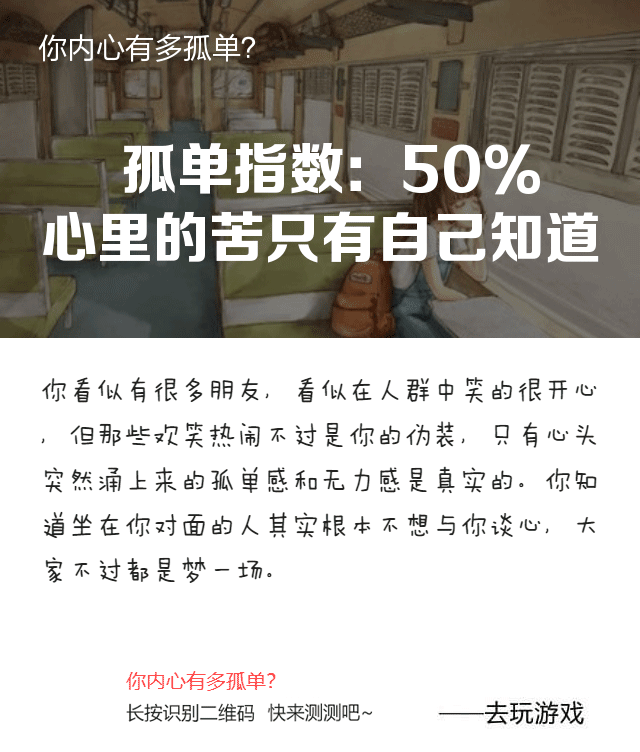 你内心有多孤单?
孤单指数：50%
心里的苦只有自己知道
你看似有很多朋友，看似在人群中笑的很开心
，但那些欢笑热闹不过是你的伪装，只有心头
突然涌上来的孤单感和无力感是真实的。你知
道坐在你对面的人其实根本不想与你谈心，大
家不过都是梦一场。
你内心有多孤单?
长按识别二维码 快来测测吧~ ——去玩游戏